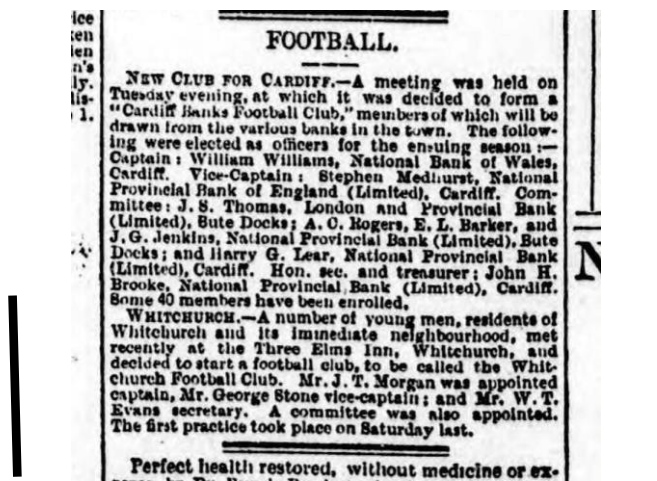 ice
ken
len
n's
ly.
lis-
1.
FOOTBALL.
NEW CLUB FOR CARDIFF.—A meeting was held on
Tuesday evening, at which it was decided to form a
"Cardiff Banks Football Club," members of which will be
drawn from the various banks in the town. The follow-
ing were elected as officers for the ensuing season :—
Captain : William Williams, National Bank of Wales,
Cardiff. Vice-Captain : Stephen Medhurst, National
Provincial Bank of England (Limited), Cardiff. Com-
mittee : J. S. Thomas, London and Provincial Bank
(Limited), Bute Docks ; A. C. Rogers, E. L. Barker, and
J. G. Jenkins, National Provincial Bank (Limited), Bute
Docks ; and Harry G. Lear, National Provincial Bank
(Limited), Cardiff. Hon. sec. and treasurer ; John H.
Brooke, National Provincial Bank (Limited), Cardiff.
Some 40 members have been enrolled.
WHITCHURCH.—A number of young men, residents of
Whitchurch and its immediate neighbourhood, met
recently at the Three Elms Inn, Whitchurch, and
decided to start a football club, to be called the Whit-
church Football Club. Mr. J. T. Morgan was appointed
captain, Mr. George Stone vice-captain ; and Mr. W. T.
Evans secretary. A committee was also appointed.
The first practice took place on Saturday last.
Perfect health restored, without medicine or ex-
N